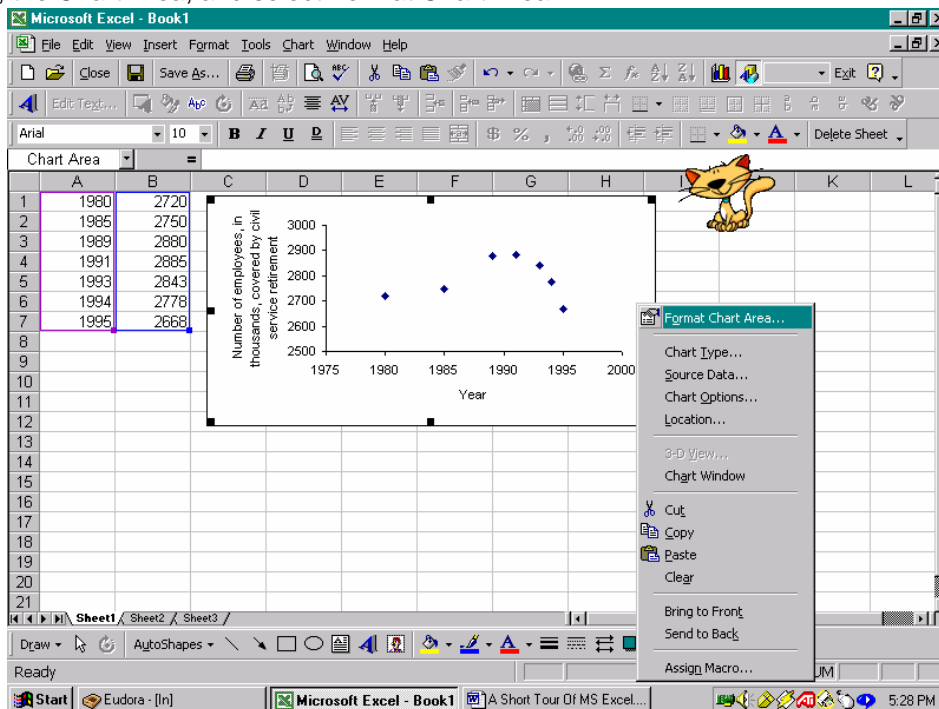 Microsoft Excel - Book1
File Edit View Insert Format Tools Chart Window Help
Close Save As... ABC Σ fx Exit
Edit Text... Abc Aa AV
Arial 10 B I U D $ % , Delete Sheet
Chart Area =
A B C D E F G H I K L
1 1980 2720
2 1985 2750
3 1989 2880
4 1991 2885
5 1993 2843
6 1994 2778
7 1995 2668
8
9
10
11
12
13
14
15
16
17
18
19
20
21
Number of employees, in
thousands, covered by civil
service retirement
3000
2900
2800
2700
2600
2500
1975 1980 1985 1990 1995 2000
Year
Format Chart Area...
Chart Type...
Source Data...
Chart Options...
Location...
3-D View...
Chart Window
Cut
Copy
Paste
Clear
Bring to Front
Send to Back
Assign Macro...
Sheet1 Sheet2 Sheet3
Draw AutoShapes A A
Ready UM
Start Eudora - [In] Microsoft Excel - Book1 A Short Tour Of MS Excel.... 5:28 PM